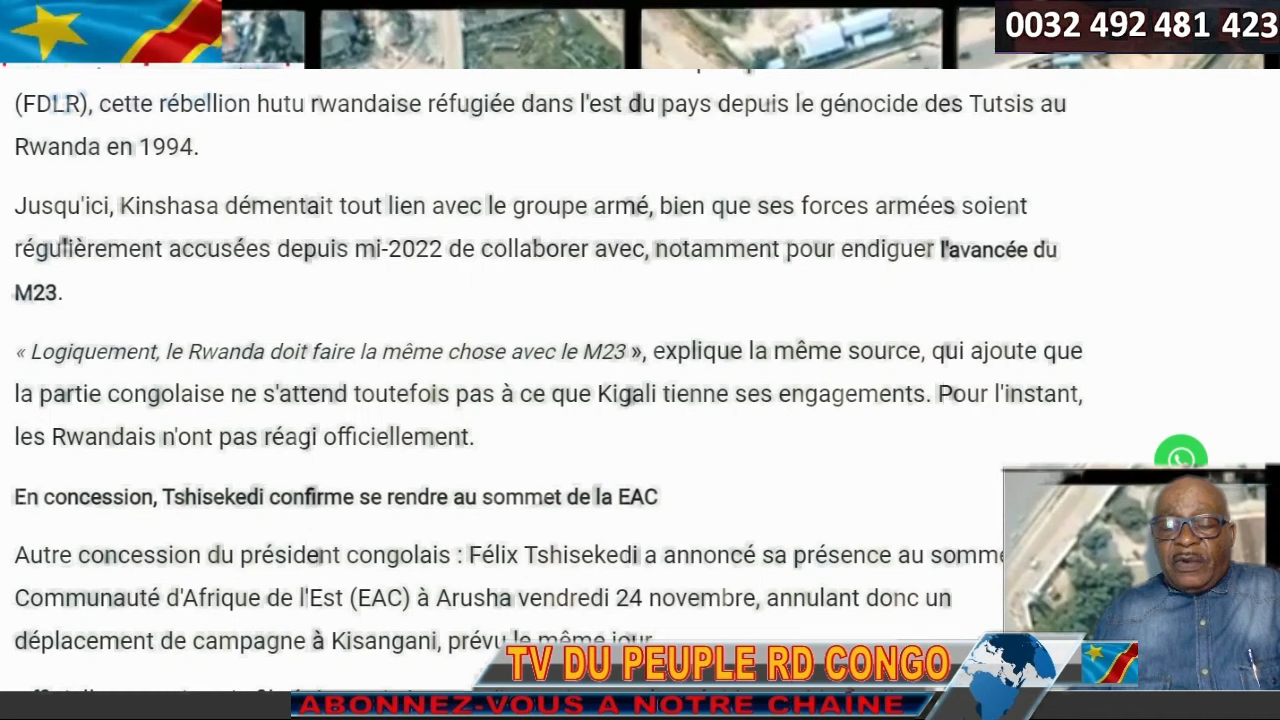 0032 492 481 423
(FDLR), cette rébellion hutu rwandaise réfugiée dans l'est du pays depuis le génocide des Tutsis au
Rwanda en 1994.
Jusqu'ici, Kinshasa démentait tout lien avec le groupe armé, bien que ses forces armées soient
régulièrement accusées depuis mi-2022 de collaborer avec, notamment pour endiguer l'avancée du
M23.
« Logiquement, le Rwanda doit faire la même chose avec le M23 », explique la même source, qui ajoute que
la partie congolaise ne s'attend toutefois pas à ce que Kigali tienne ses engagements. Pour l'instant,
les Rwandais n'ont pas réagi officiellement.
En concession, Tshisekedi confirme se rendre au sommet de la EAC
Autre concession du président congolais : Félix Tshisekedi a annoncé sa présence au somme
Communauté d'Afrique de l'Est (EAC) à Arusha vendredi 24 novembre, annulant donc un
déplacement de campagne à Kisangani, prévu le même jour
TV DU PEUPLE RD CONGO
ABONNEZ-VOUS A NOTRE CHAÎNE